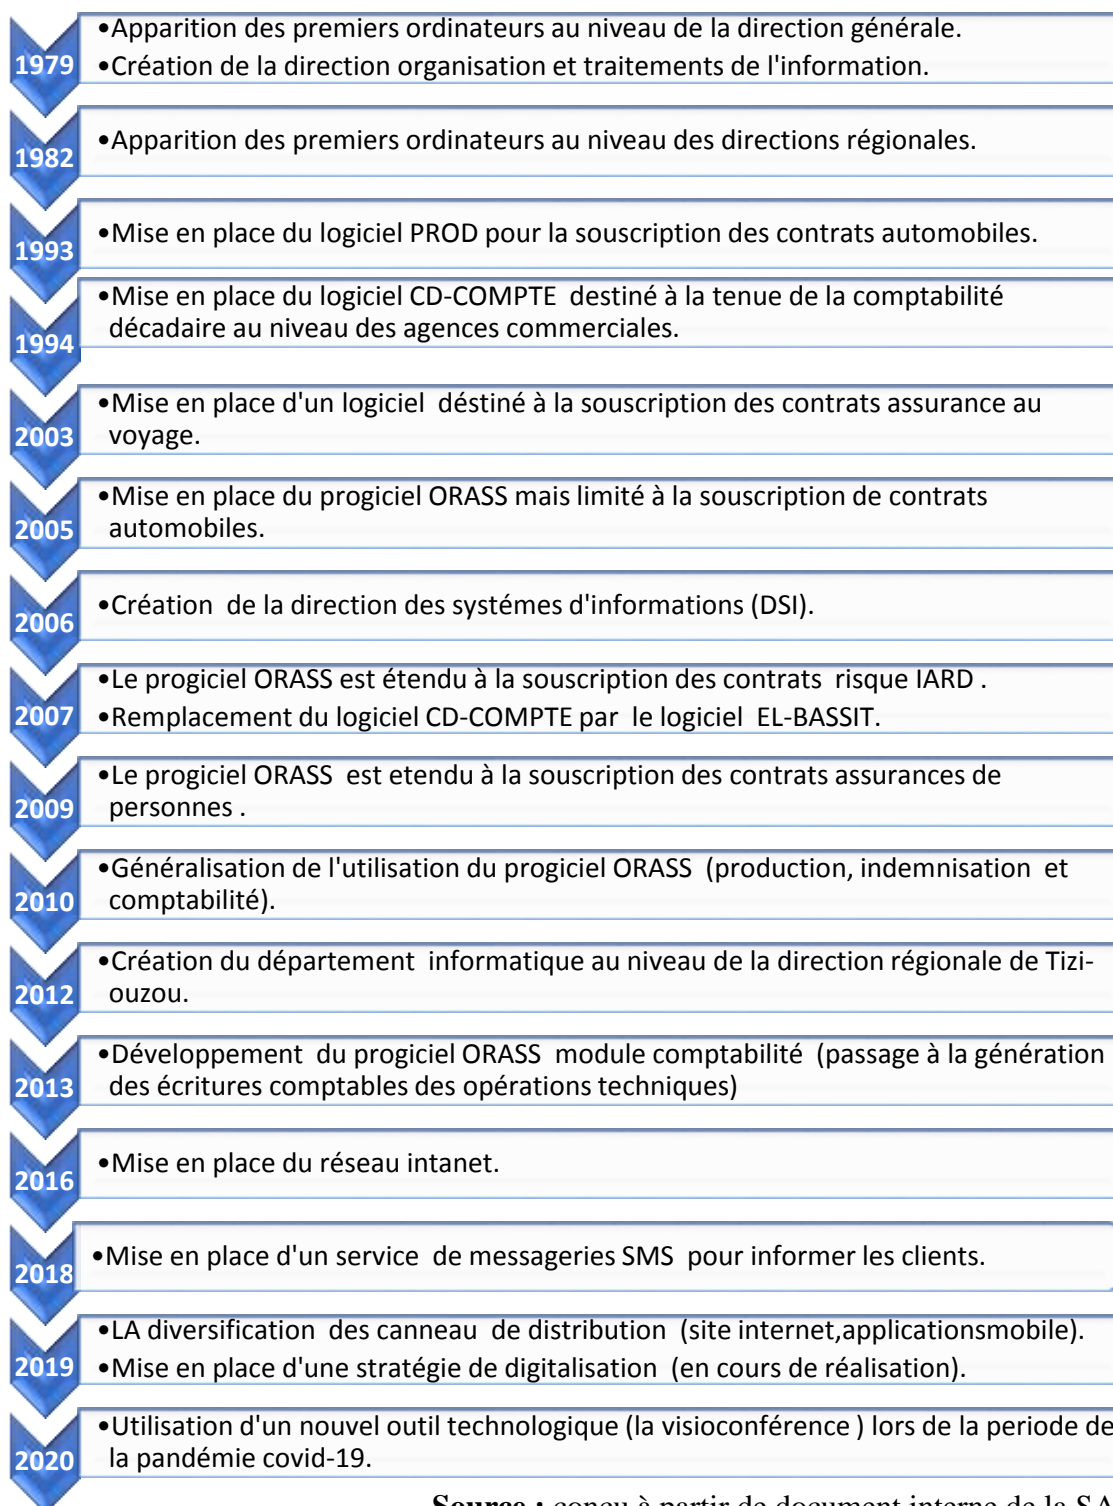 •Apparition des premiers ordinateurs au niveau de la direction générale.
1979 •Création de la direction organisation et traitements de l'information.
1982 •Apparition des premiers ordinateurs au niveau des directions régionales.
1993 •Mise en place du logiciel PROD pour la souscription des contrats automobiles.
•Mise en place du logiciel CD-COMPTE destiné à la tenue de la comptabilité
1994 décadaire au niveau des agences commerciales.
•Mise en place d'un logiciel déstiné à la souscription des contrats assurance au
2003 voyage.
•Mise en place du progiciel ORASS mais limité à la souscription de contrats
2005 automobiles.
2006 •Création de la direction des systémes d'informations (DSI).
•Le progiciel ORASS est étendu à la souscription des contrats risque IARD .
2007 •Remplacement du logiciel CD-COMPTE par le logiciel EL-BASSIT.
•Le progiciel ORASS est etendu à la souscription des contrats assurances de
2009 personnes .
•Généralisation de l'utilisation du progiciel ORASS (production, indemnisation et
2010 comptabilité).
•Création du département informatique au niveau de la direction régionale de Tizi-
2012 ouzou.
•Développement du progiciel ORASS module comptabilité (passage à la génération
2013 des écritures comptables des opérations techniques)
2016 •Mise en place du réseau intanet.
2018 •Mise en place d'un service de messageries SMS pour informer les clients.
•LA diversification des canneau de distribution (site internet,applicationsmobile).
2019 •Mise en place d'une stratégie de digitalisation (en cours de réalisation).
•Utilisation d'un nouvel outil technologique (la visioconférence ) lors de la periode de
2020 la pandémie covid-19.
Source : conçu à partir de document interne de la SA